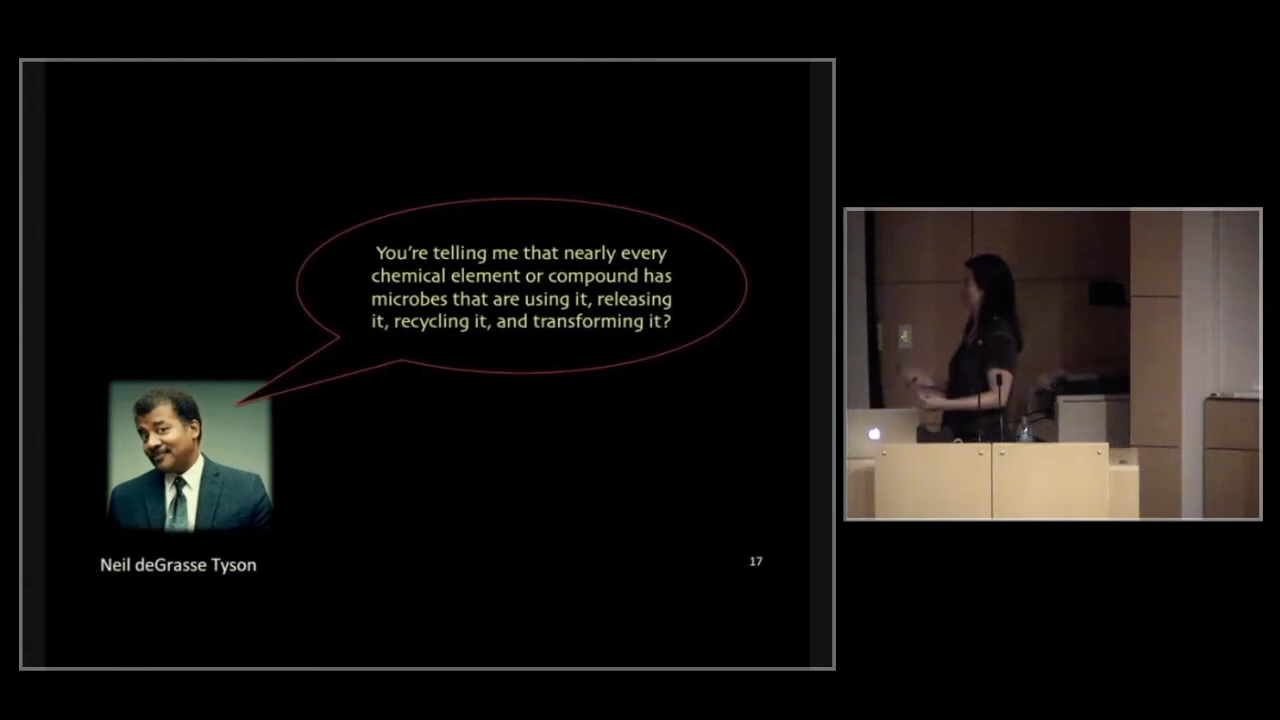 You're telling me that nearly every
chemical element or compound has
microbes that are using it, releasing
it, recycling it, and transforming it?
Neil deGrasse Tyson
17